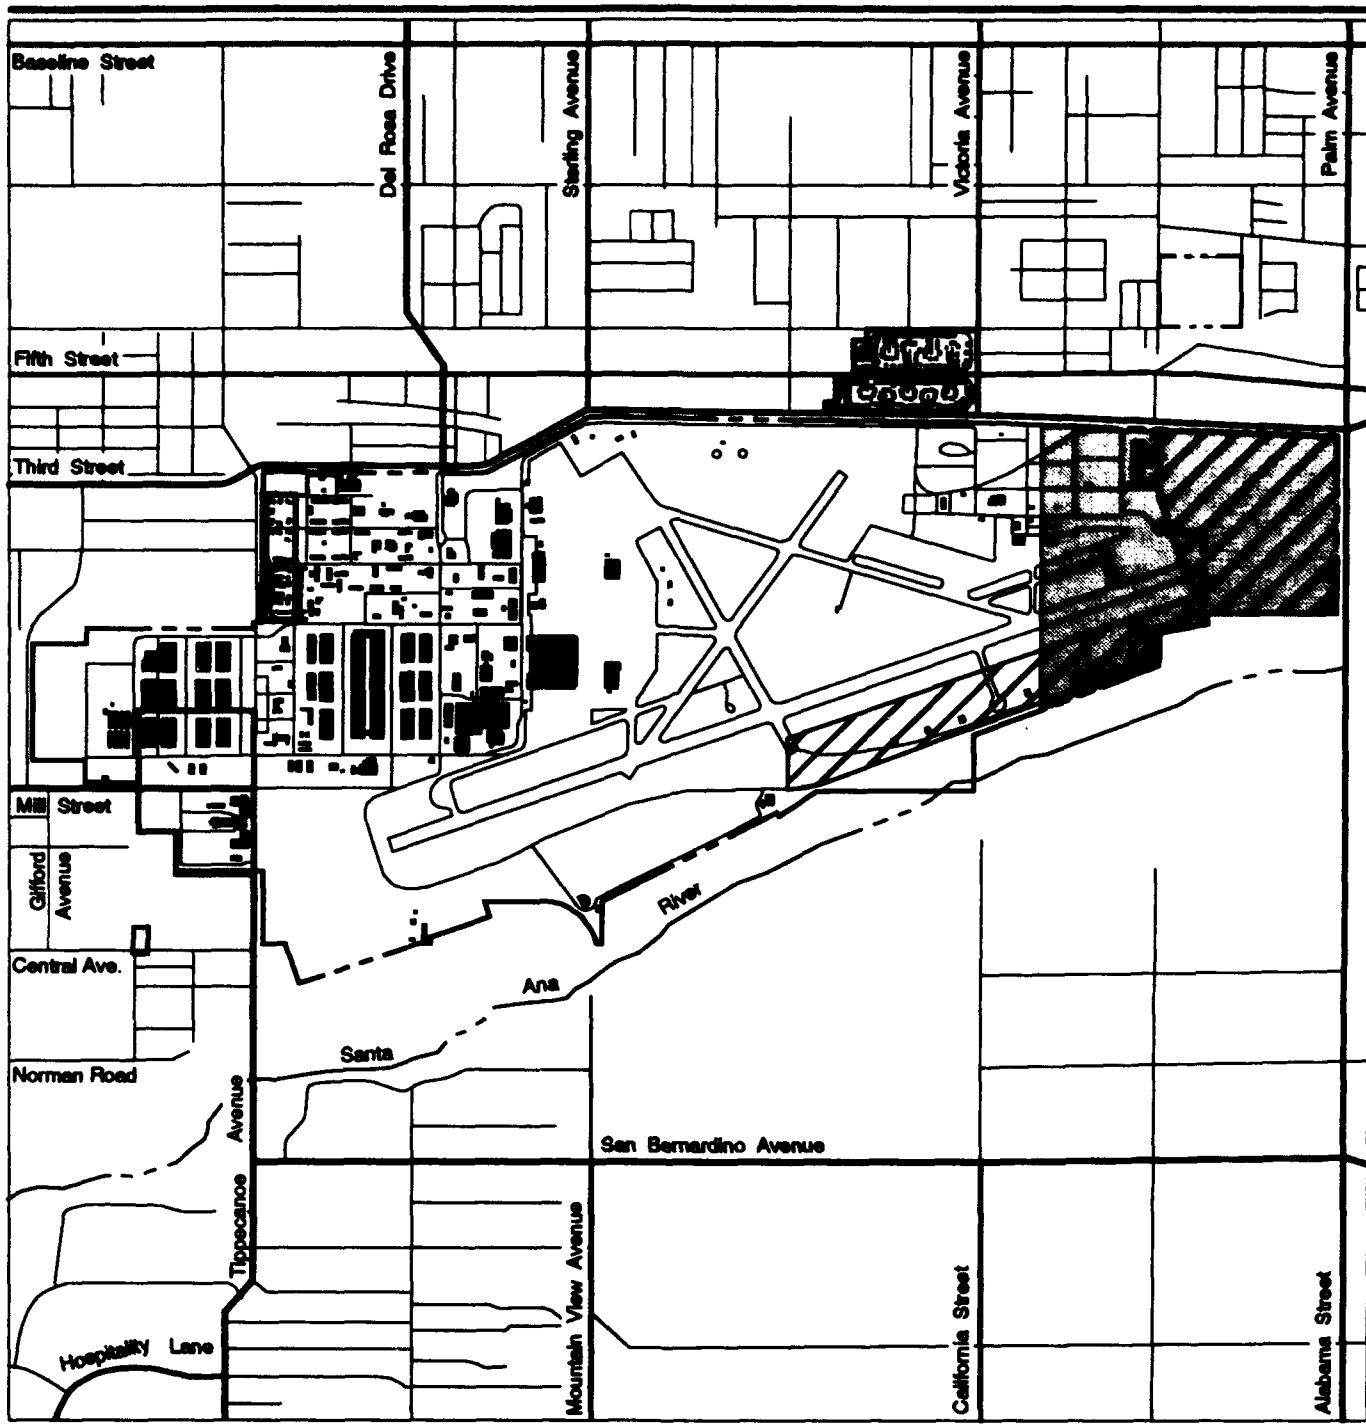 Baseline Street
Del Rosa Drive
Sterling Avenue
Victoria Avenue
Palm Avenue
Fifth Street
Third Street
Mill Street
Gifford
Avenue
River
Central Ave.
Ana
Santa
Norman Road
Tippecanoe Avenue
San Bernardino Avenue
Mountain View Avenue
California Street
Alabama Street
Hospitality Lane